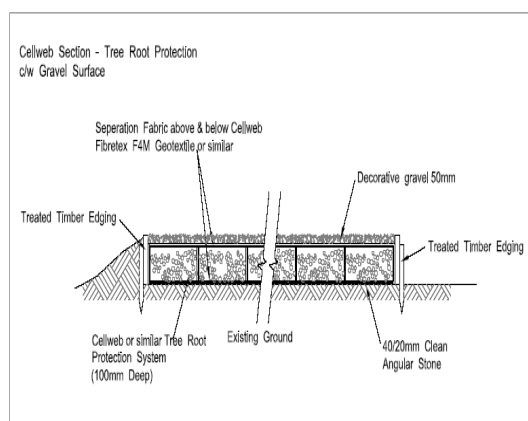 Cellweb Section - Tree Root Protection
c/w Gravel Surface
Seperation Fabric above & below Cellweb
Fibretex F4M Geotextile or similar
Decorative gravel 50mm
Treated Timber Edging
Treated Timber Edging
Cellweb or similar Tree Root
Protection System
(100mm Deep)
Existing Ground
40/20mm Clean
Angular Stone